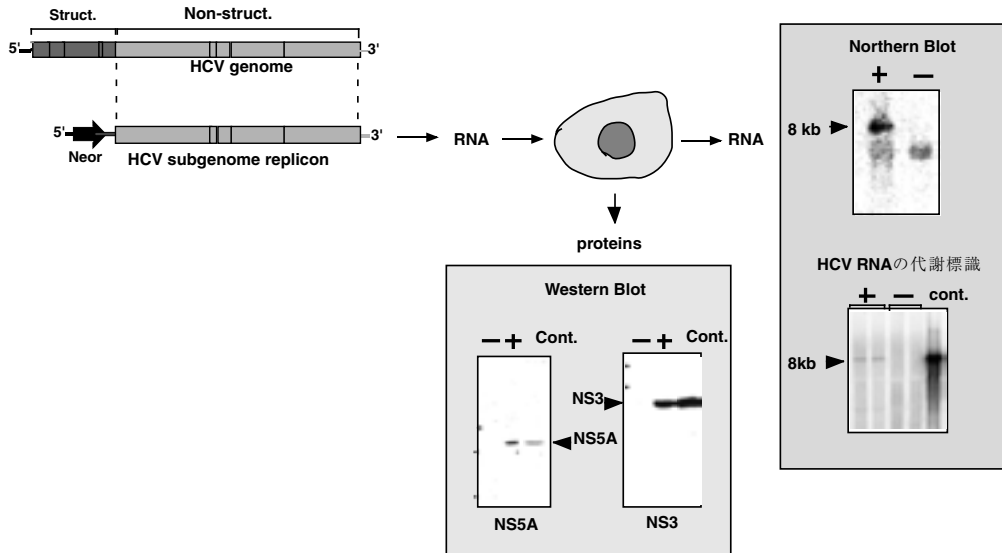 Struct.
Non-struct.
5'
3'
HCV genome
5'
3'
Neor
HCV subgenome replicon
RNA
RNA
proteins
Western Blot
− + Cont.
− + Cont.
NS3
NS5A
NS5A
NS3
Northern Blot
+ −
8 kb
HCV RNAの代謝標識
+ − cont.
8kb